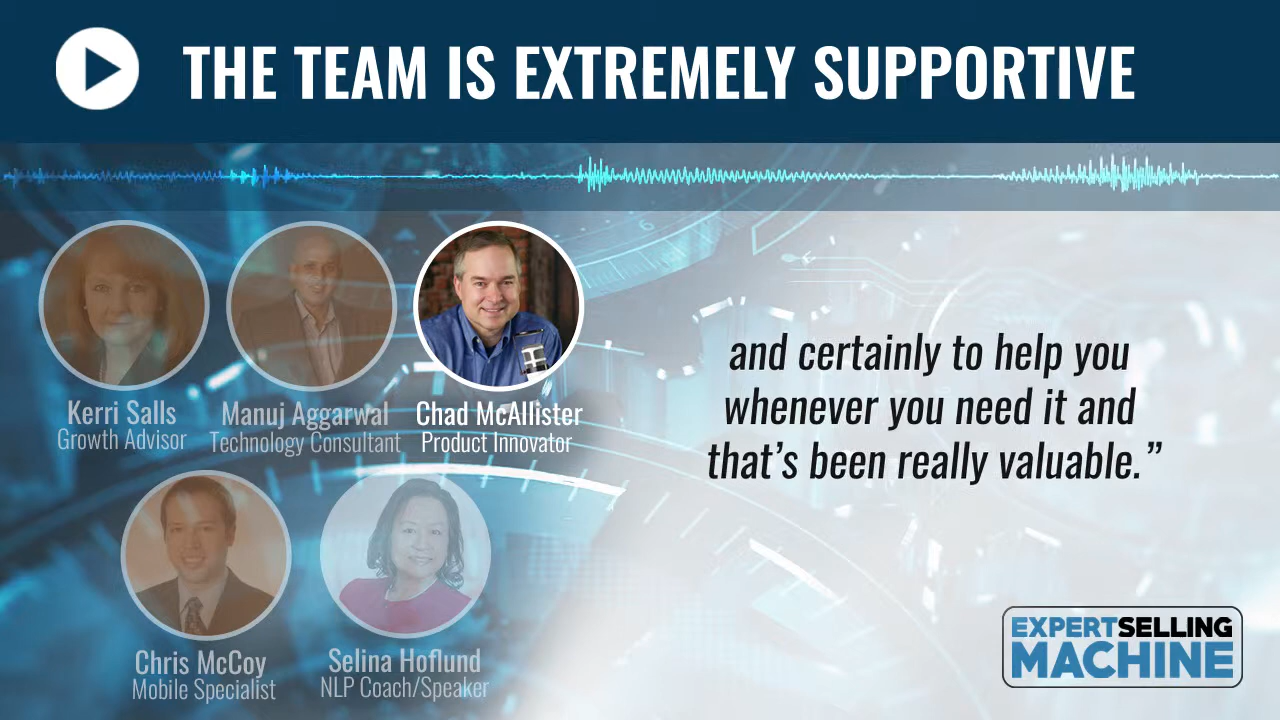 THE TEAM IS EXTREMELY SUPPORTIVE
Kerri Salls
Growth Advisor
Manuj Aggarwal
Technology Consultant
Chad McAllister
Product Innovator
Chris McCoy
Mobile Specialist
Selina Hoflund
NLP Coach/Speaker
and certainly to help you
whenever you need it and
that's been really valuable.”
EXPERTSELLING
MACHINE